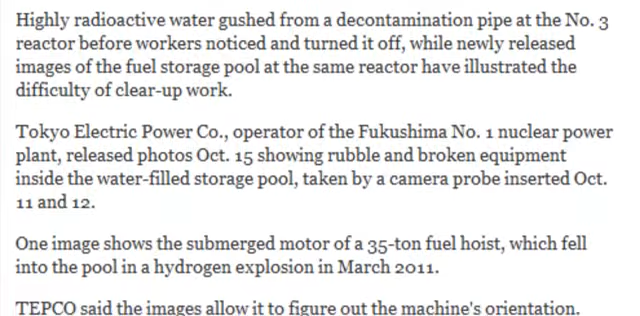 Highly radioactive water gushed from a decontamination pipe at the No. 3
reactor before workers noticed and turned it off, while newly released
images of the fuel storage pool at the same reactor have illustrated the
difficulty of clear-up work.
Tokyo Electric Power Co., operator of the Fukushima No. 1 nuclear power
plant, released photos Oct. 15 showing rubble and broken equipment
inside the water-filled storage pool, taken by a camera probe inserted Oct.
11 and 12.
One image shows the submerged motor of a 35-ton fuel hoist, which fell
into the pool in a hydrogen explosion in March 2011.
TEPCO said the images allow it to figure out the machine's orientation.